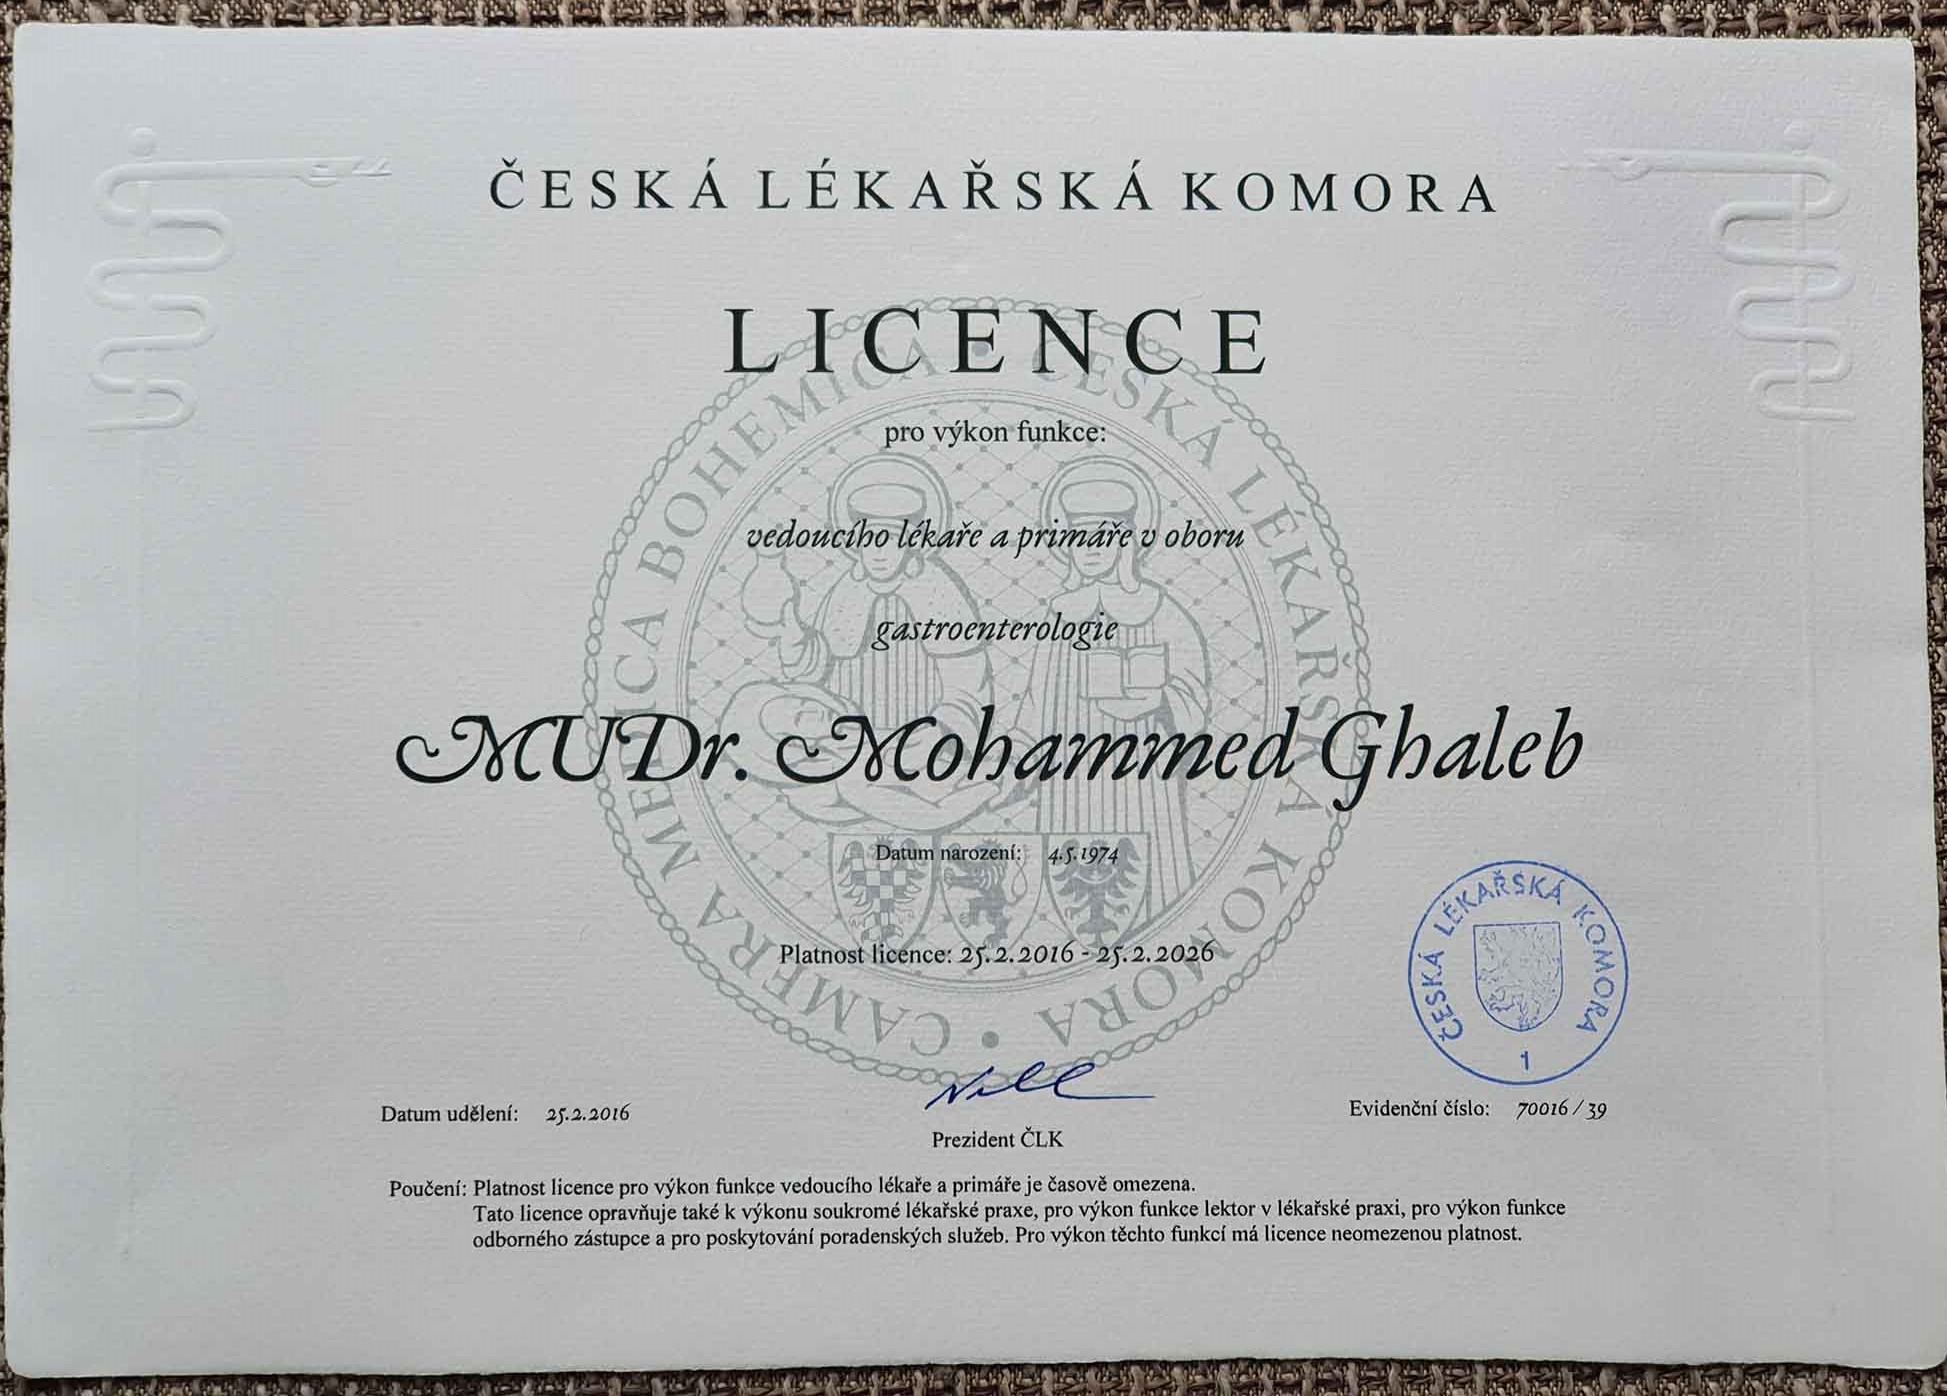 ČESKÁ LÉKAŘSKÁ KOMORA
LICENCE
pro výkon funkce:
vedoucího lékaře a primáře v oboru
gastroenterologie
MUDr. Mohammed Ghaleb
Datum narození: 4.5.1974
Platnost licence: 25.2.2016 - 25.2.2026
CAMERA MEDICA BOHEMICA • ČESKÁ LÉKAŘSKÁ KOMORA •
ČESKÁ LÉKAŘSKÁ KOMORA
1
Datum udělení: 25.2.2016
Evidenční číslo: 70016/39
Prezident ČLK
Poučení: Platnost licence pro výkon funkce vedoucího lékaře a primáře je časově omezena.
Tato licence opravňuje také k výkonu soukromé lékařské praxe, pro výkon funkce lektor v lékařské praxi, pro výkon funkce
odborného zástupce a pro poskytování poradenských služeb. Pro výkon těchto funkcí má licence neomezenou platnost.